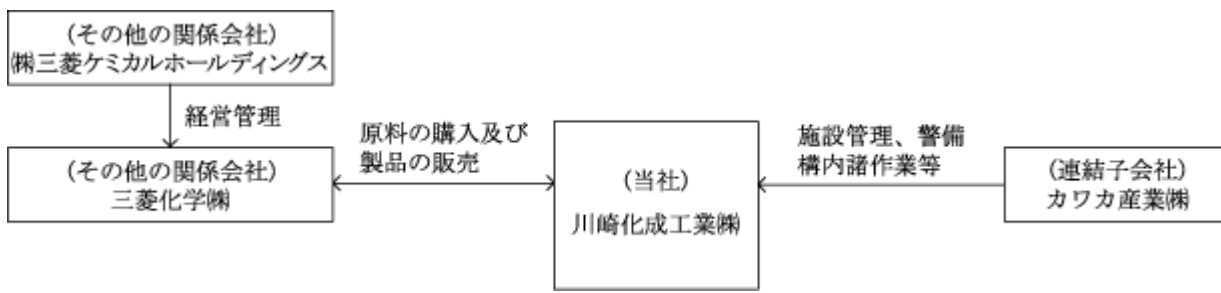 (その他の関係会社)
㈱三菱ケミカルホールディングス
経営管理
(その他の関係会社)
三菱化学㈱
原料の購入及び
製品の販売
(当社)
川崎化成工業㈱
施設管理、警備
構内諸作業等
(連結子会社)
カワカ産業㈱